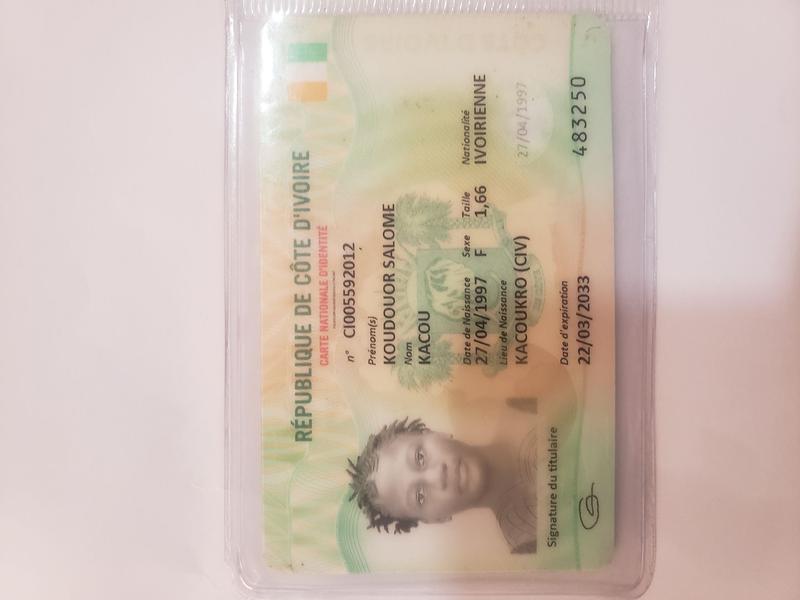 RÉPUBLIQUE DE CÔTE D'IVOIRE
CARTE NATIONALE D'IDENTITÉ
n° CI005592012
Prénom(s)
KOUDOUOR SALOME
Nom
KACOU
Date de Naissance Sexe Taille Nationalité
27/04/1997 F 1,66 IVOIRIENNE
Lieu de Naissance
KACOUKRO (CIV)
27/04/1997
Date d'expiration
22/03/2033
483250
Signature du titulaire